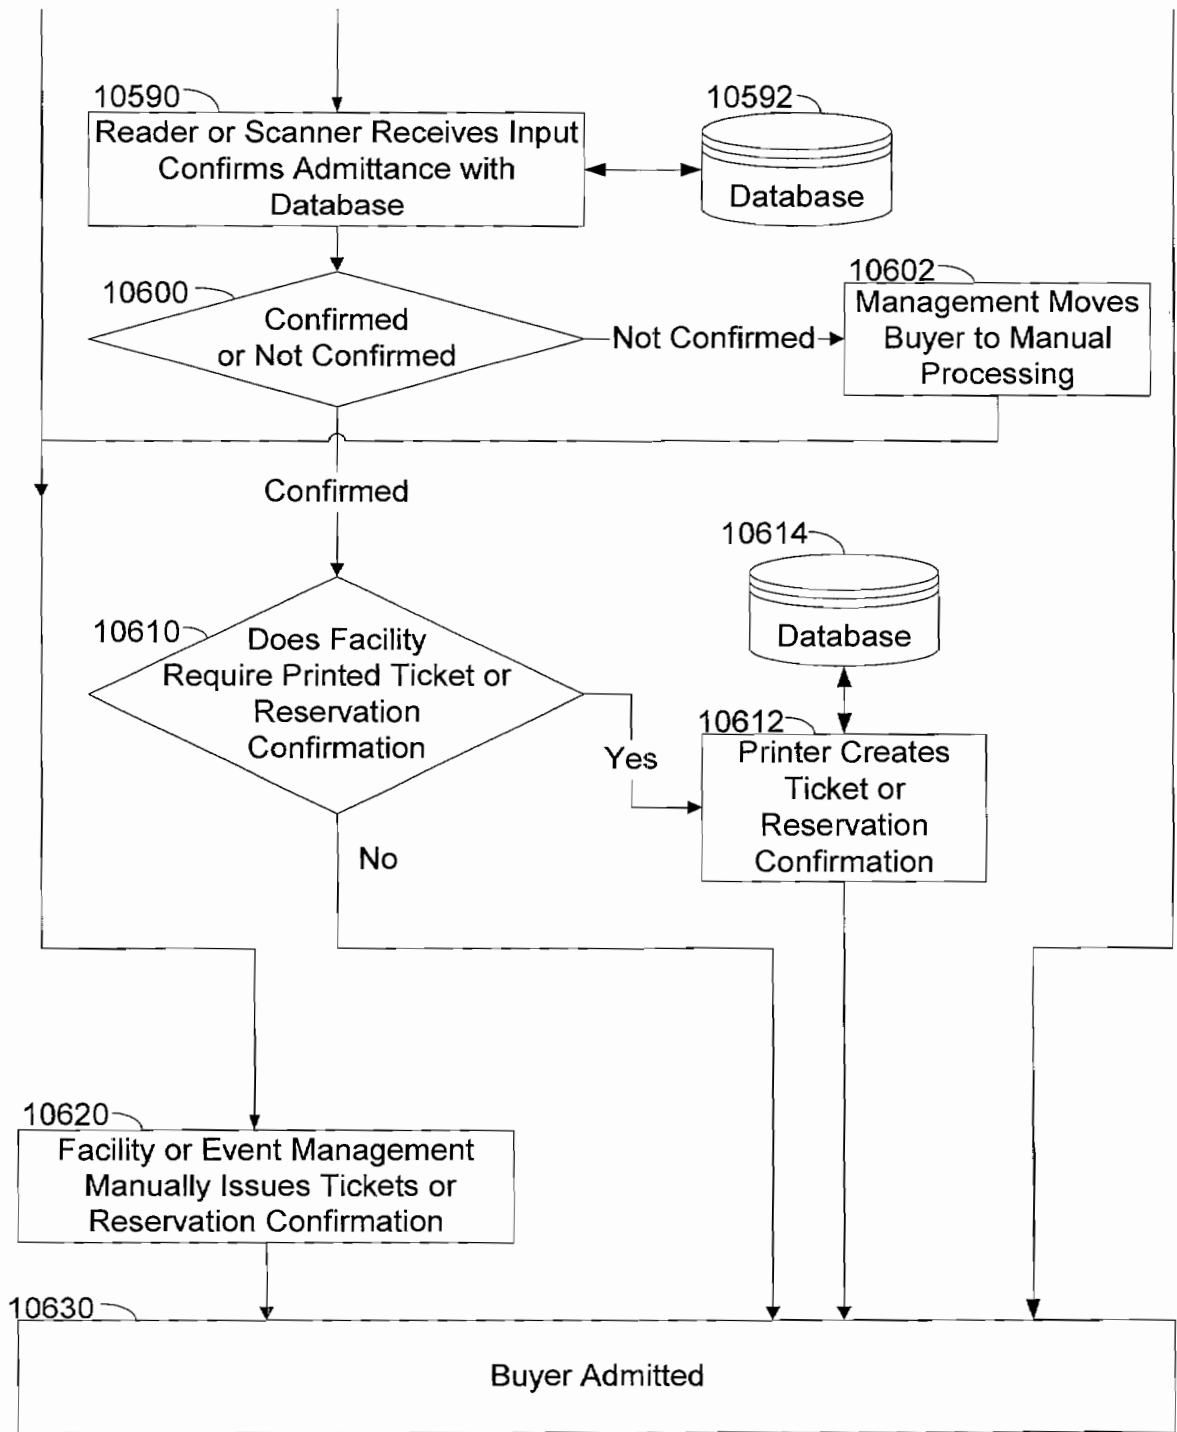 10590
Reader or Scanner Receives Input
Confirms Admittance with
Database
10592
Database
10600
Confirmed
or Not Confirmed
Not Confirmed
10602
Management Moves
Buyer to Manual
Processing
Confirmed
10610
Does Facility
Require Printed Ticket or
Reservation
Confirmation
Yes
No
10614
Database
10612
Printer Creates
Ticket or
Reservation
Confirmation
10620
Facility or Event Management
Manually Issues Tickets or
Reservation Confirmation
10630
Buyer Admitted